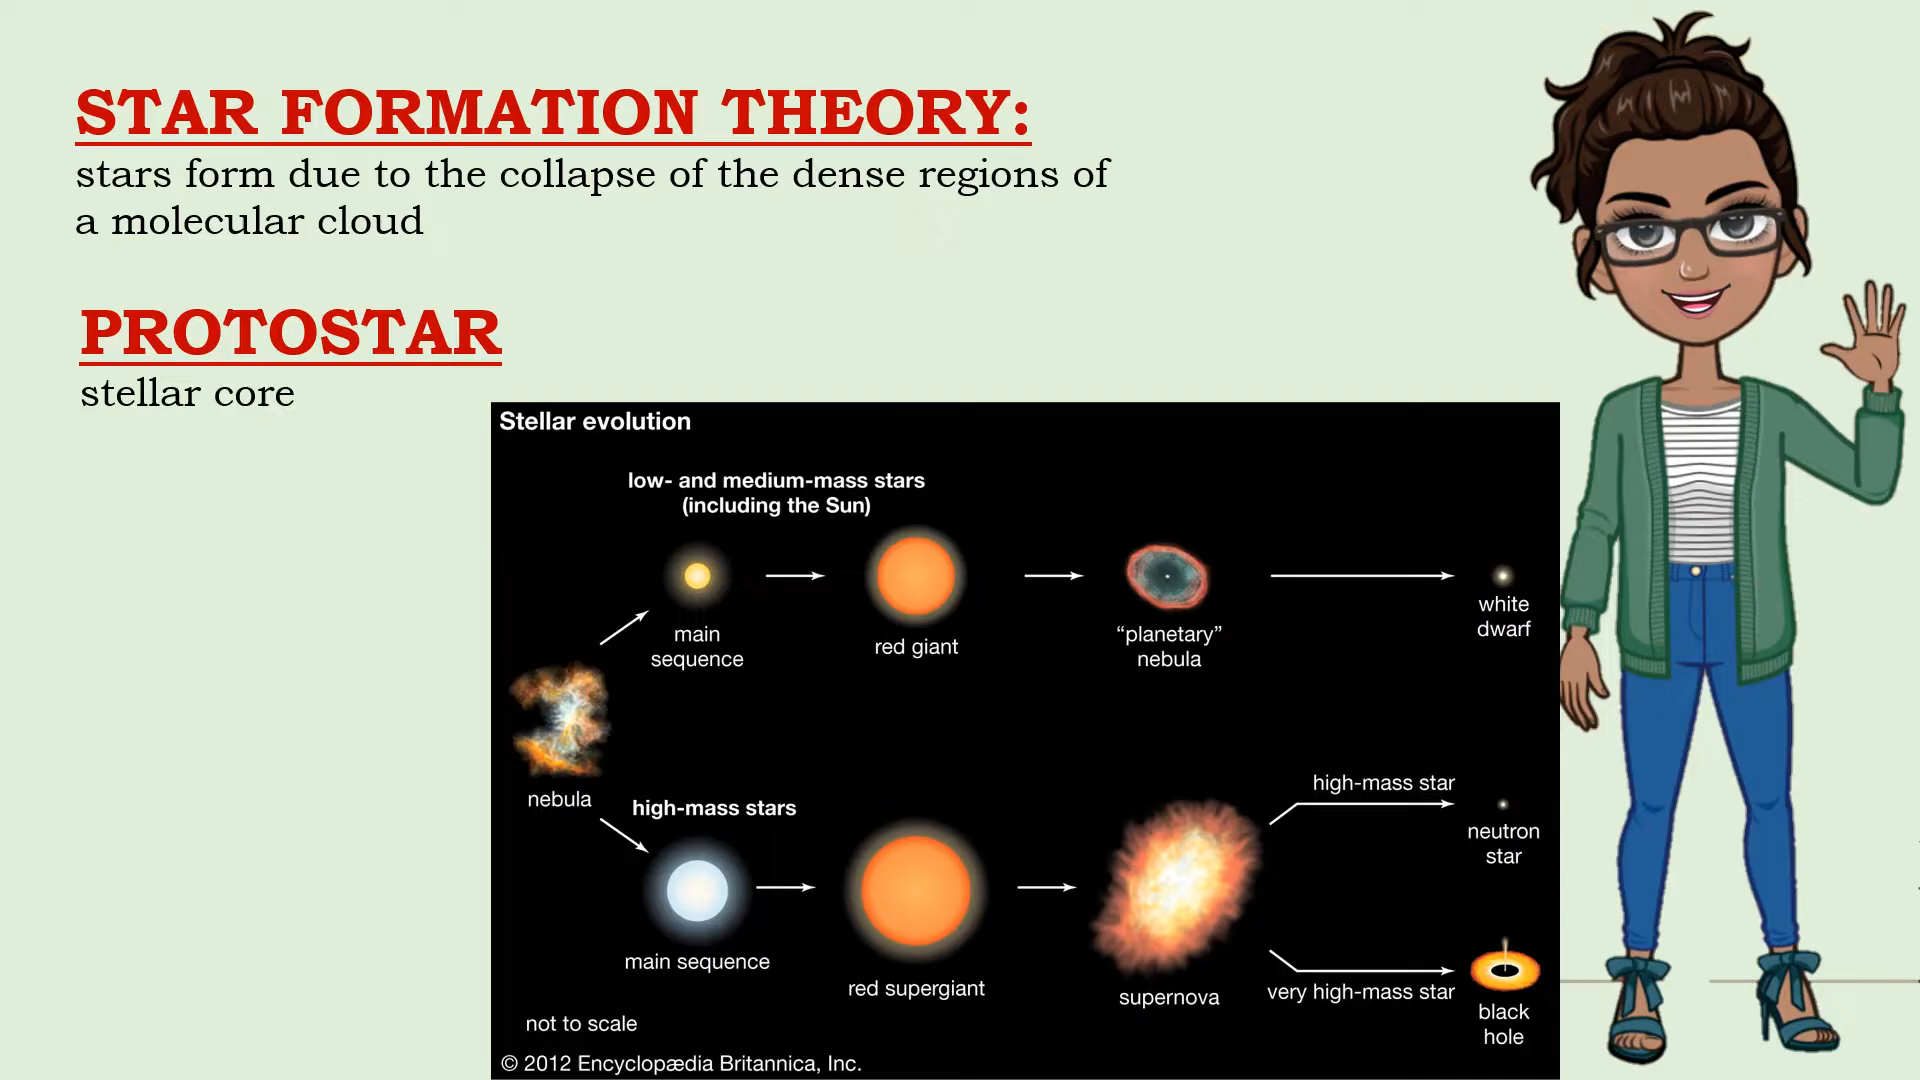 STAR FORMATION THEORY:
stars form due to the collapse of the dense regions of
a molecular cloud
PROTOSTAR
stellar core
Stellar evolution
low- and medium-mass stars
(including the Sun)
main
sequence
red giant
“planetary”
nebula
white
dwarf
nebula
high-mass stars
main sequence
red supergiant
supernova
high-mass star
neutron
star
very high-mass star
black
hole
not to scale
© 2012 Encyclopædia Britannica, Inc.